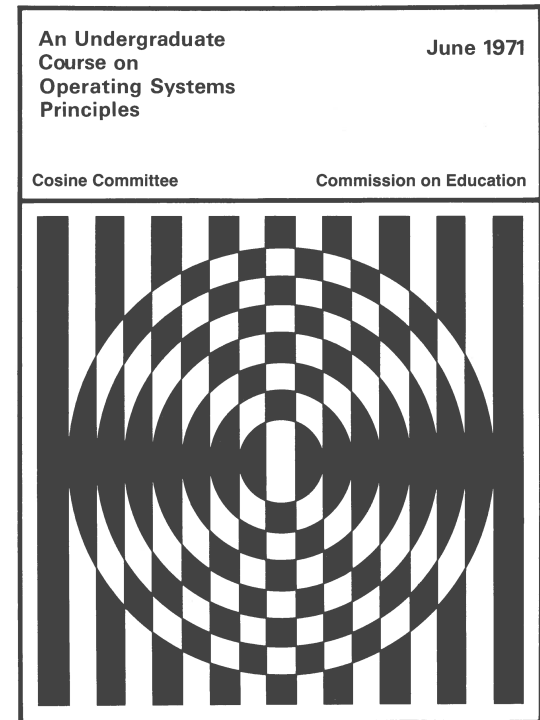 An Undergraduate
Course on
Operating Systems
Principles
June 1971
Cosine Committee
Commission on Education